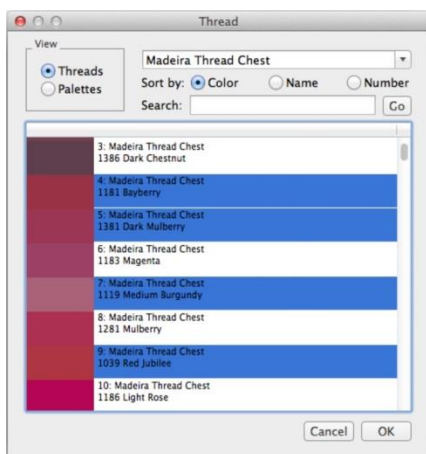 Thread
View
Threads
Palettes
Madeira Thread Chest
Sort by: Color Name Number
Search: Go
3: Madeira Thread Chest
1386 Dark Chestnut
4: Madeira Thread Chest
1181 Bayberry
5: Madeira Thread Chest
1381 Dark Mulberry
6: Madeira Thread Chest
1183 Magenta
7: Madeira Thread Chest
1119 Medium Burgundy
8: Madeira Thread Chest
1281 Mulberry
9: Madeira Thread Chest
1039 Red Jubilee
10: Madeira Thread Chest
1186 Light Rose
Cancel OK